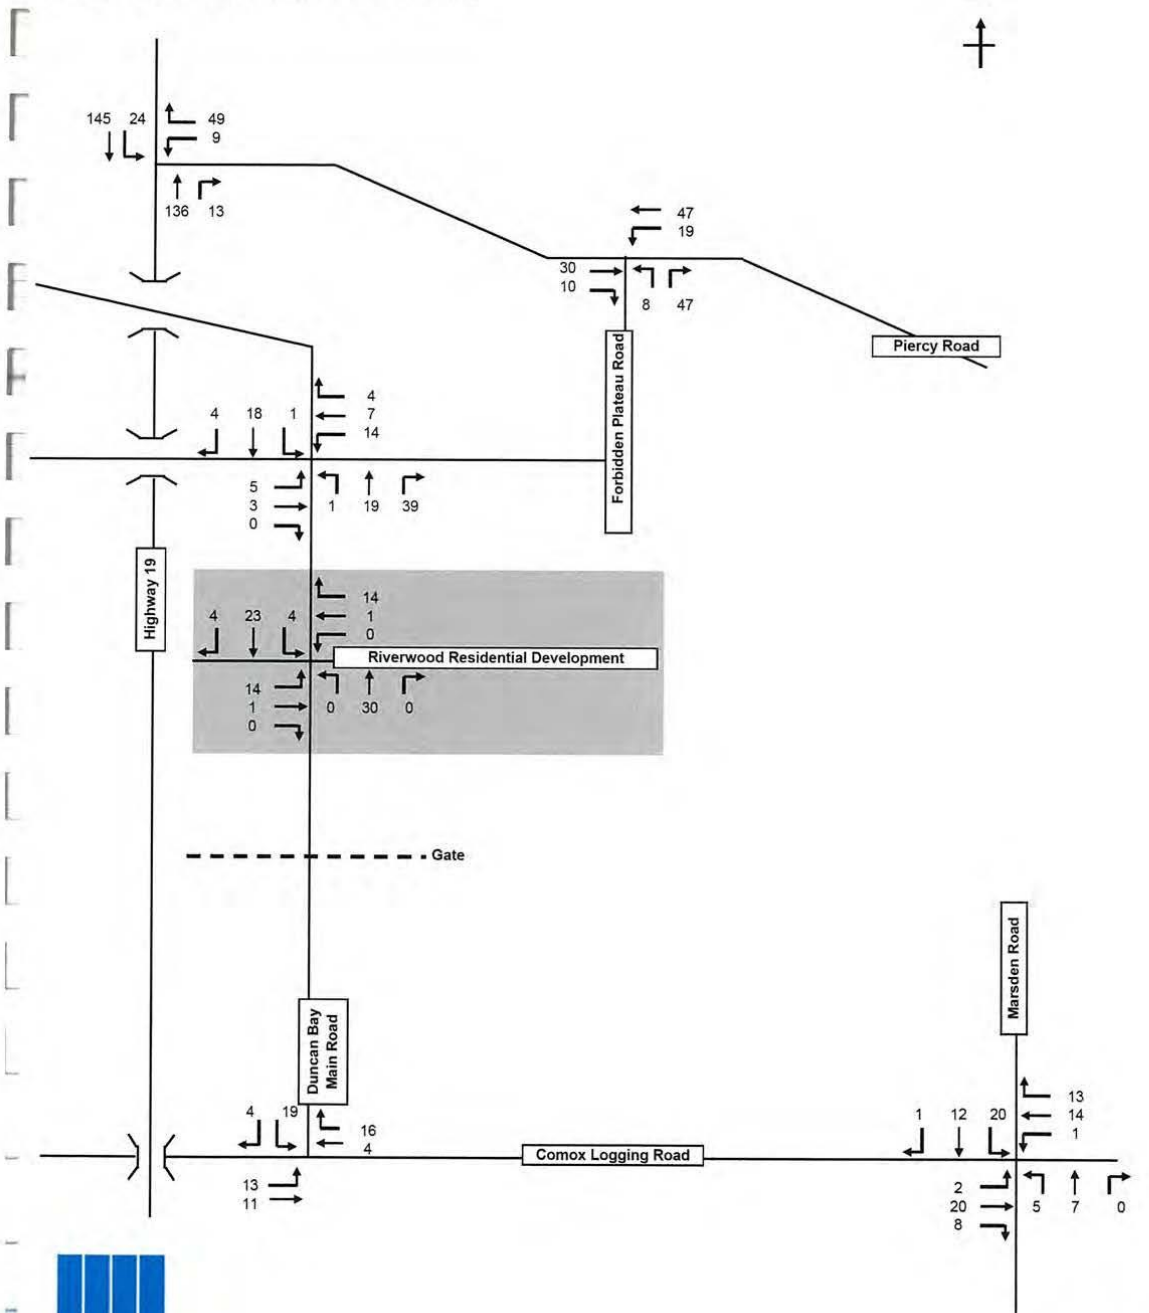 145 24 49
9
136 13
47
19
30
10
8 47
Piercy Road
Forbidden Plateau Road
4 18 1 4
7
14
5
3
0
1 19 39
Highway 19
4 23 4 14
1
0
Riverwood Residential Development
14
1
0
0 30 0
Gate
Duncan Bay
Main Road
Marsden Road
4 19 16
4
13
11
Comox Logging Road
1 12 20 13
14
1
2
20
8
5 7 0